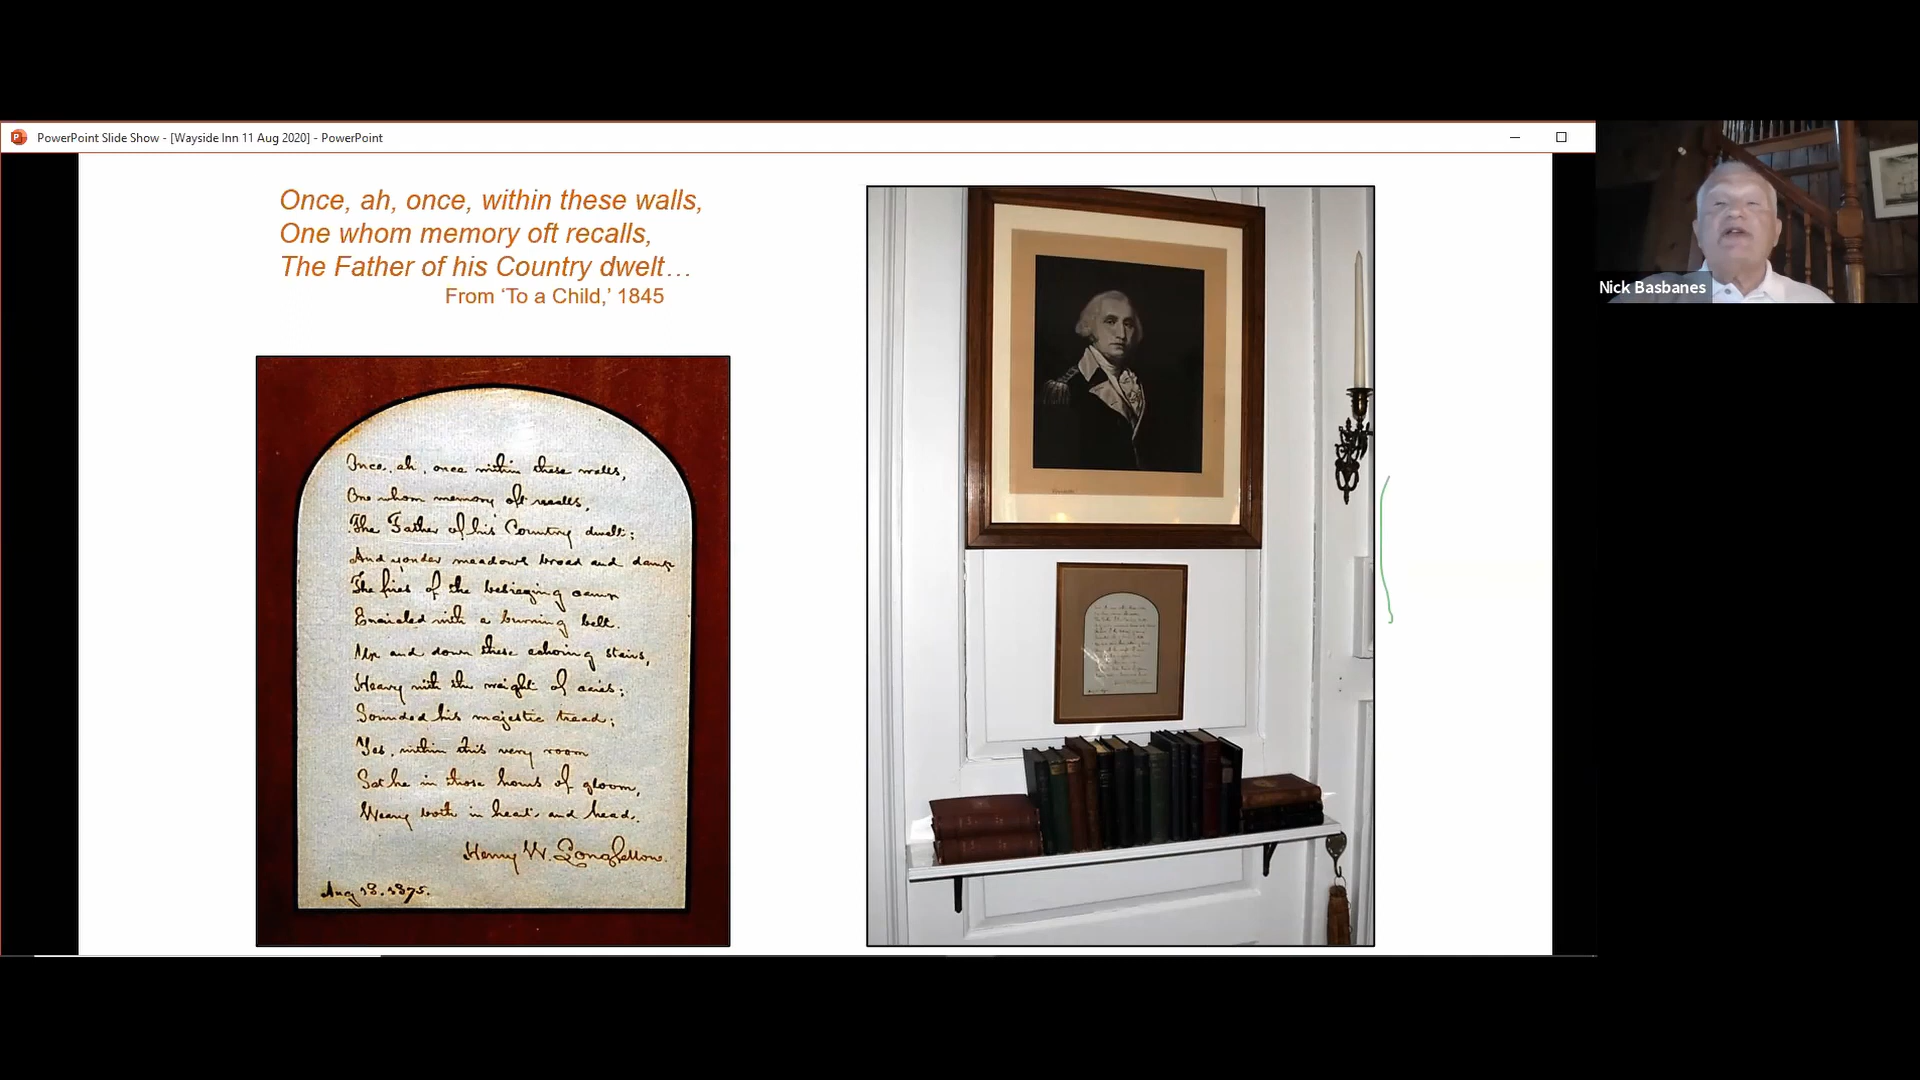 PowerPoint Slide Show - [Wayside Inn 11 Aug 2020] - PowerPoint
Once, ah, once, within these walls,
One whom memory oft recalls,
The Father of his Country dwelt…
From ‘To a Child,’ 1845
Once, ah, once within these walls,
One whom memory oft recalls,
The Father of his Country dwelt;
And yonder meadows broad and damp
The fires of the besieging camp
Encircled with a burning belt.
Up and down these echoing stairs,
Heavy with the weight of cares,
Sounded his majestic tread;
Yes, within this very room
Sat he in those hours of gloom,
Weary both in heart and head.
Henry W. Longfellow.
Aug 1875.
Nick Basbanes